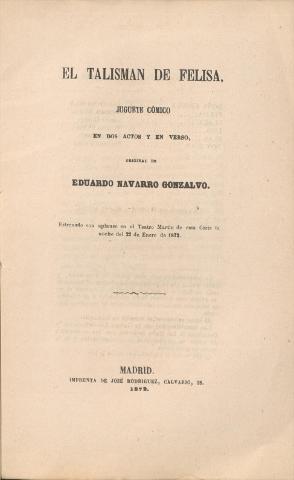 EL TALISMAN DE FELISA,
JUGUETE CÓMICO
EN DOS ACTOS Y EN VERSO,
ORIGINAL DE
EDUARDO NAVARRO GONZALVO.
Estrenado con aplauso en el Teatro Martin de esta Córte la
noche del 22 de Enero de 1872.
MADRID.
IMPRENTA DE JOSÉ RODRIGUEZ, CALVARIO, 18.
1872.